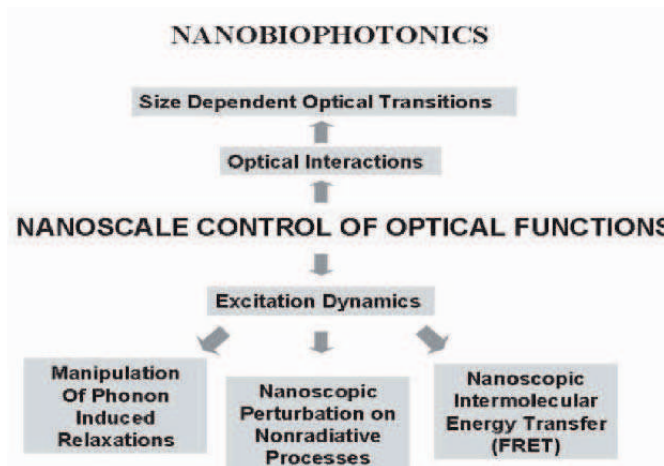 NANOBIOPHOTONICS
Size Dependent Optical Transitions
Optical Interactions
NANOSCALE CONTROL OF OPTICAL FUNCTIONS
Excitation Dynamics
Manipulation
Of Phonon
Induced
Relaxations
Nanoscopic
Perturbation on
Nonradiative
Processes
Nanoscopic
Intermolecular
Energy Transfer
(FRET)